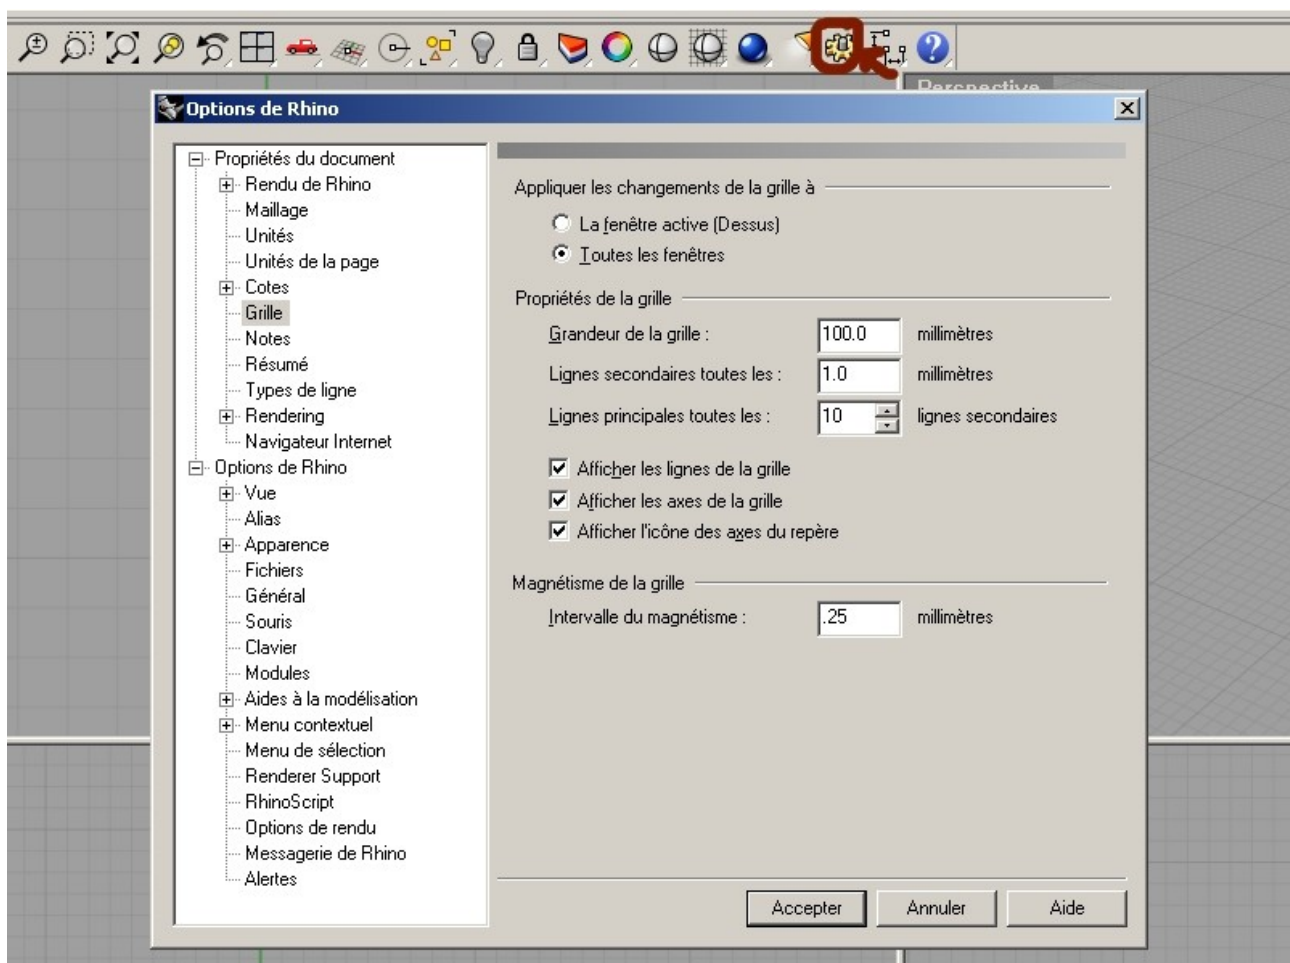 Perspective
Options de Rhino
Propriétés du document
Rendu de Rhino
Maillage
Unités
Unités de la page
Cotes
Grille
Notes
Résumé
Types de ligne
Rendering
Navigateur Internet
Options de Rhino
Vue
Alias
Apparence
Fichiers
Général
Souris
Clavier
Modules
Aides à la modélisation
Menu contextuel
Menu de sélection
Renderer Support
RhinoScript
Options de rendu
Messagerie de Rhino
Alertes
Appliquer les changements de la grille à
La fenêtre active (Dessus)
Toutes les fenêtres
Propriétés de la grille
Grandeur de la grille : 100.0 millimètres
Lignes secondaires toutes les : 1.0 millimètres
Lignes principales toutes les : 10 lignes secondaires
Afficher les lignes de la grille
Afficher les axes de la grille
Afficher l'icône des axes du repère
Magnétisme de la grille
Intervalle du magnétisme : .25 millimètres
Accepter Annuler Aide